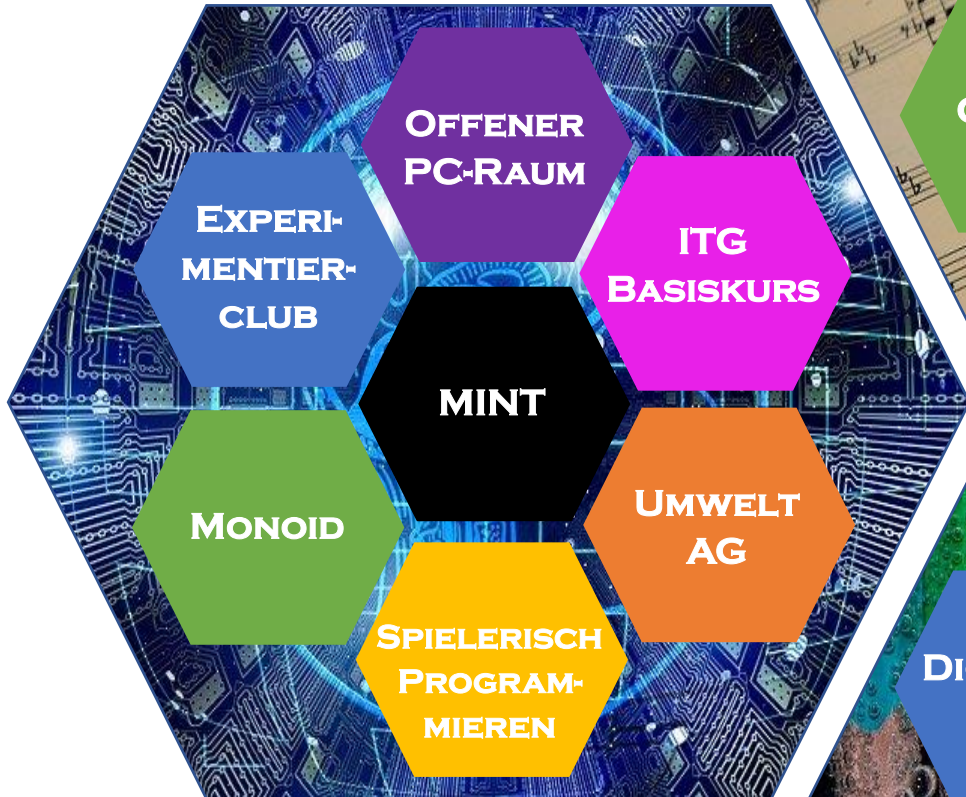 OFFENER
PC-RAUM
EXPERI-
MENTIER-
CLUB
ITG
BASISKURS
MINT
MONOID
UMWELT
AG
SPIELERISCH
PROGRAM-
MIEREN